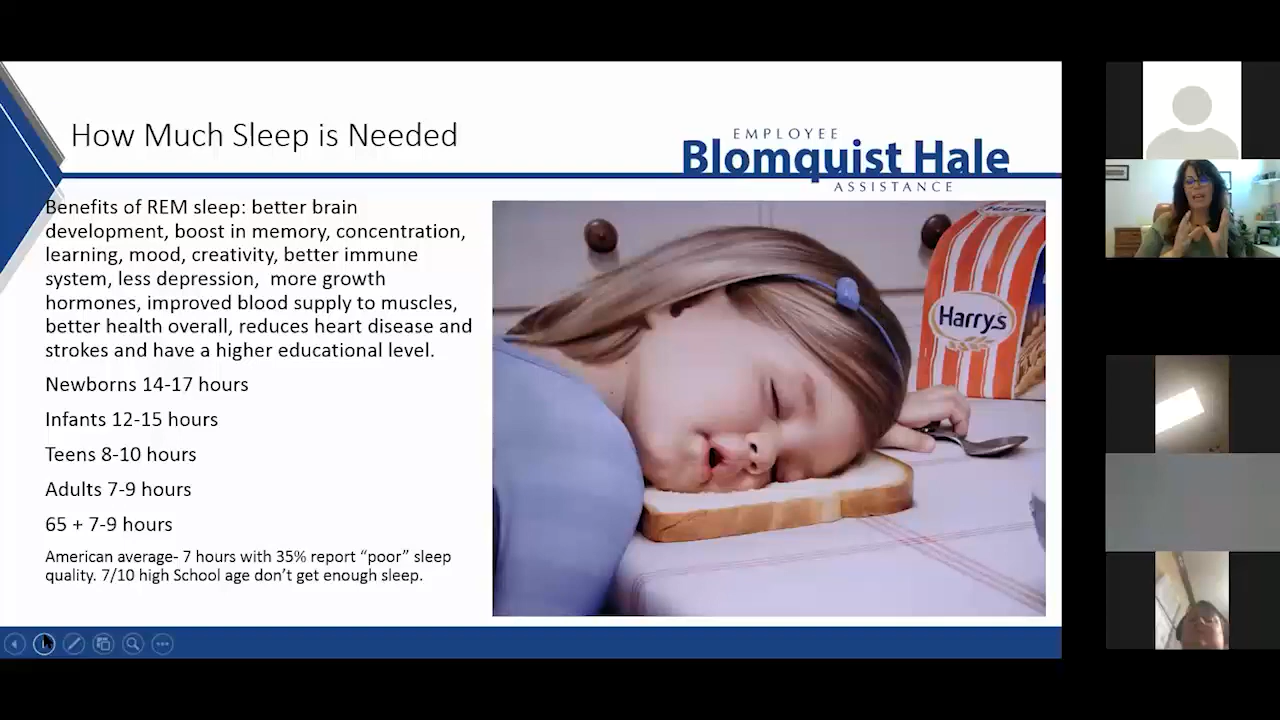 How Much Sleep is Needed
EMPLOYEE
Blomquist Hale
ASSISTANCE
Benefits of REM sleep: better brain
development, boost in memory, concentration,
learning, mood, creativity, better immune
system, less depression,  more growth
hormones, improved blood supply to muscles,
better health overall, reduces heart disease and
strokes and have a higher educational level.
Newborns 14-17 hours
Infants 12-15 hours
Teens 8-10 hours
Adults 7-9 hours
65 + 7-9 hours
American average- 7 hours with 35% report “poor” sleep
quality. 7/10 high School age don’t get enough sleep.
Harry's
Harry's